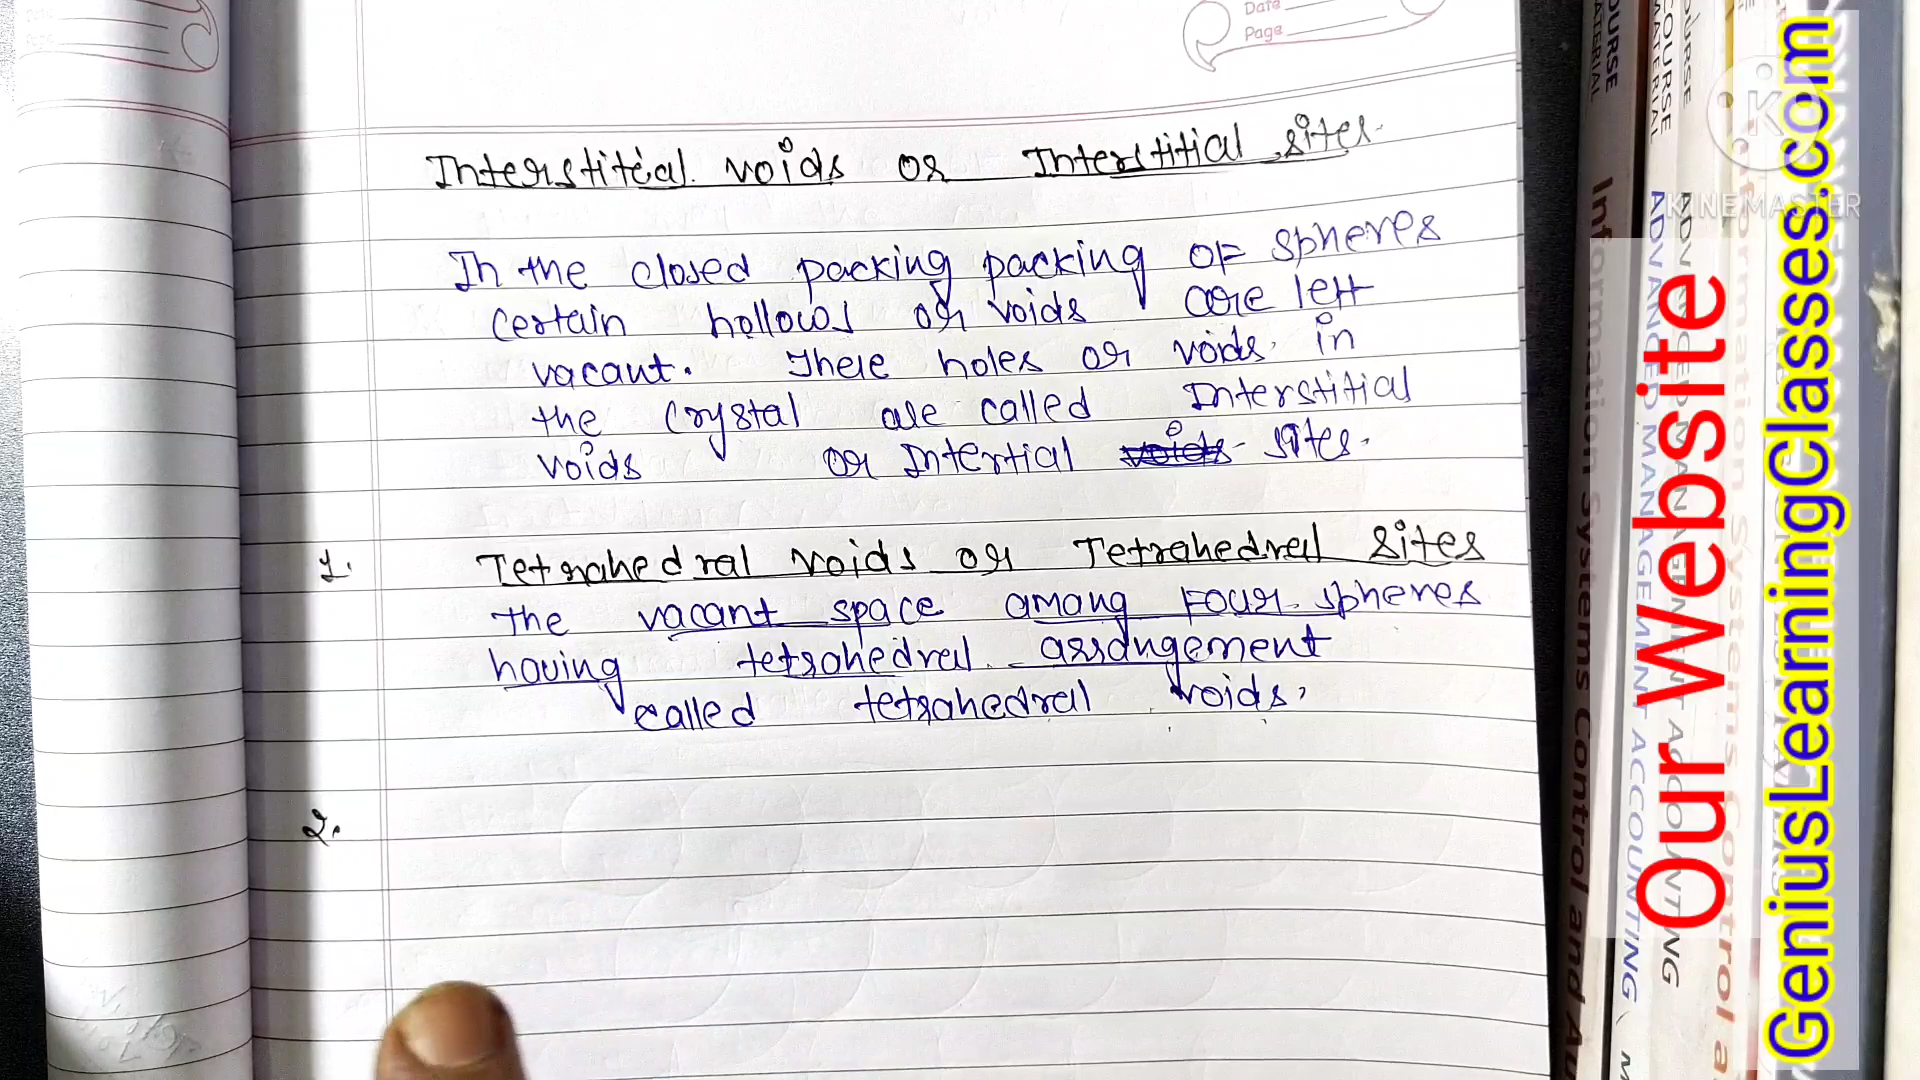 Date
Page
Interstitial voids or Interstitial sites.
In the closed packing packing of spheres
certain hollows or voids are left
vacant. These holes or voids in
the crystal are called Interstitial
voids or Intertial voids sites.
1. Tetrahedral voids or Tetrahedral sites
the vacant space among Four spheres
having tetrahedral arrangement
called tetrahedral voids,
2.
Our Website
GeniusLearningClasses.com
KINEMASTER
COURSE
MATERIAL
ADVANCED MANAGEMENT ACCOUNTING
Information Systems Control and